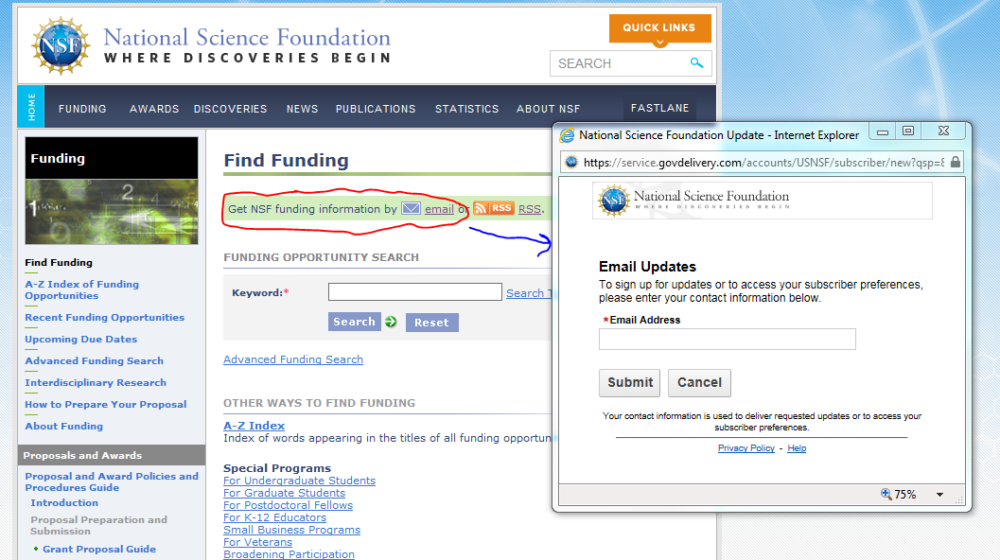 NSF
National Science Foundation
WHERE DISCOVERIES BEGIN
QUICK LINKS
SEARCH
HOME
FUNDING
AWARDS
DISCOVERIES
NEWS
PUBLICATIONS
STATISTICS
ABOUT NSF
FASTLANE
Funding
1
2
4
Find Funding
A-Z Index of Funding
Opportunities
Recent Funding Opportunities
Upcoming Due Dates
Advanced Funding Search
Interdisciplinary Research
How to Prepare Your Proposal
About Funding
Proposals and Awards
Proposal and Award Policies and
Procedures Guide
Introduction
Proposal Preparation and
Submission
• Grant Proposal Guide
Find Funding
Get NSF funding information by email or RSS RSS.
FUNDING OPPORTUNITY SEARCH
Keyword:*
Search T
Search
Reset
Advanced Funding Search
OTHER WAYS TO FIND FUNDING
A-Z Index
Index of words appearing in the titles of all funding opportun
Special Programs
For Undergraduate Students
For Graduate Students
For Postdoctoral Fellows
For K-12 Educators
Small Business Programs
For Veterans
Broadening Participation
National Science Foundation Update - Internet Explorer
https://service.govdelivery.com/accounts/USNSF/subscriber/new?qsp=8
NSF
National Science Foundation
WHERE DISCOVERIES BEGIN
Email Updates
To sign up for updates or to access your subscriber preferences,
please enter your contact information below.
*Email Address
Submit
Cancel
Your contact information is used to deliver requested updates or to access your
subscriber preferences.
Privacy Policy - Help
75%